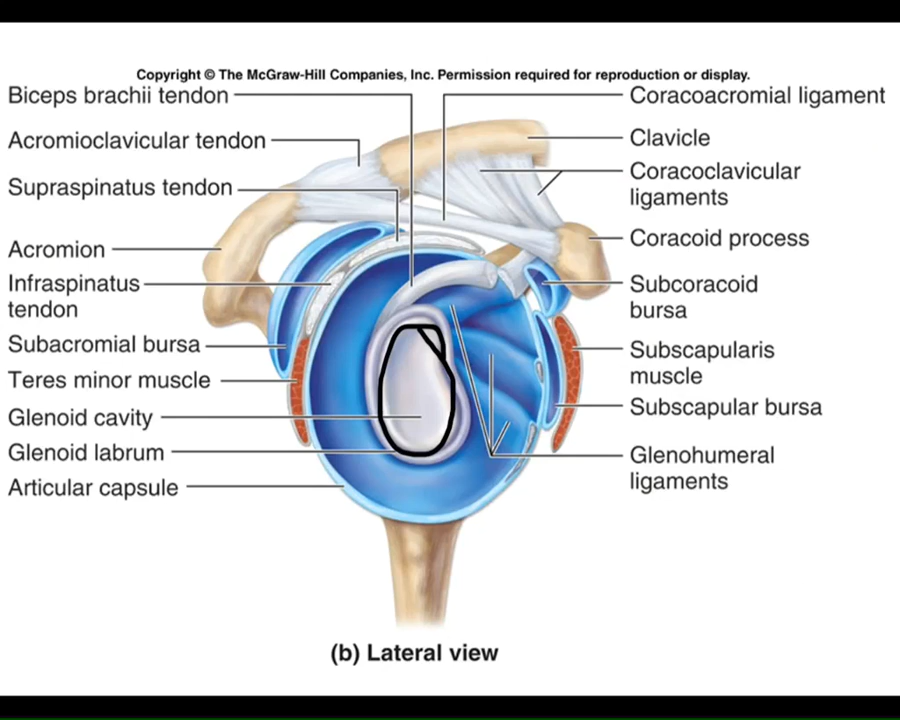 Copyright © The McGraw-Hill Companies, Inc. Permission required for reproduction or display.
Biceps brachii tendon
Acromioclavicular tendon
Supraspinatus tendon
Acromion
Infraspinatus
tendon
Subacromial bursa
Teres minor muscle
Glenoid cavity
Glenoid labrum
Articular capsule
Coracoacromial ligament
Clavicle
Coracoclavicular
ligaments
Coracoid process
Subcoracoid
bursa
Subscapularis
muscle
Subscapular bursa
Glenohumeral
ligaments
(b) Lateral view